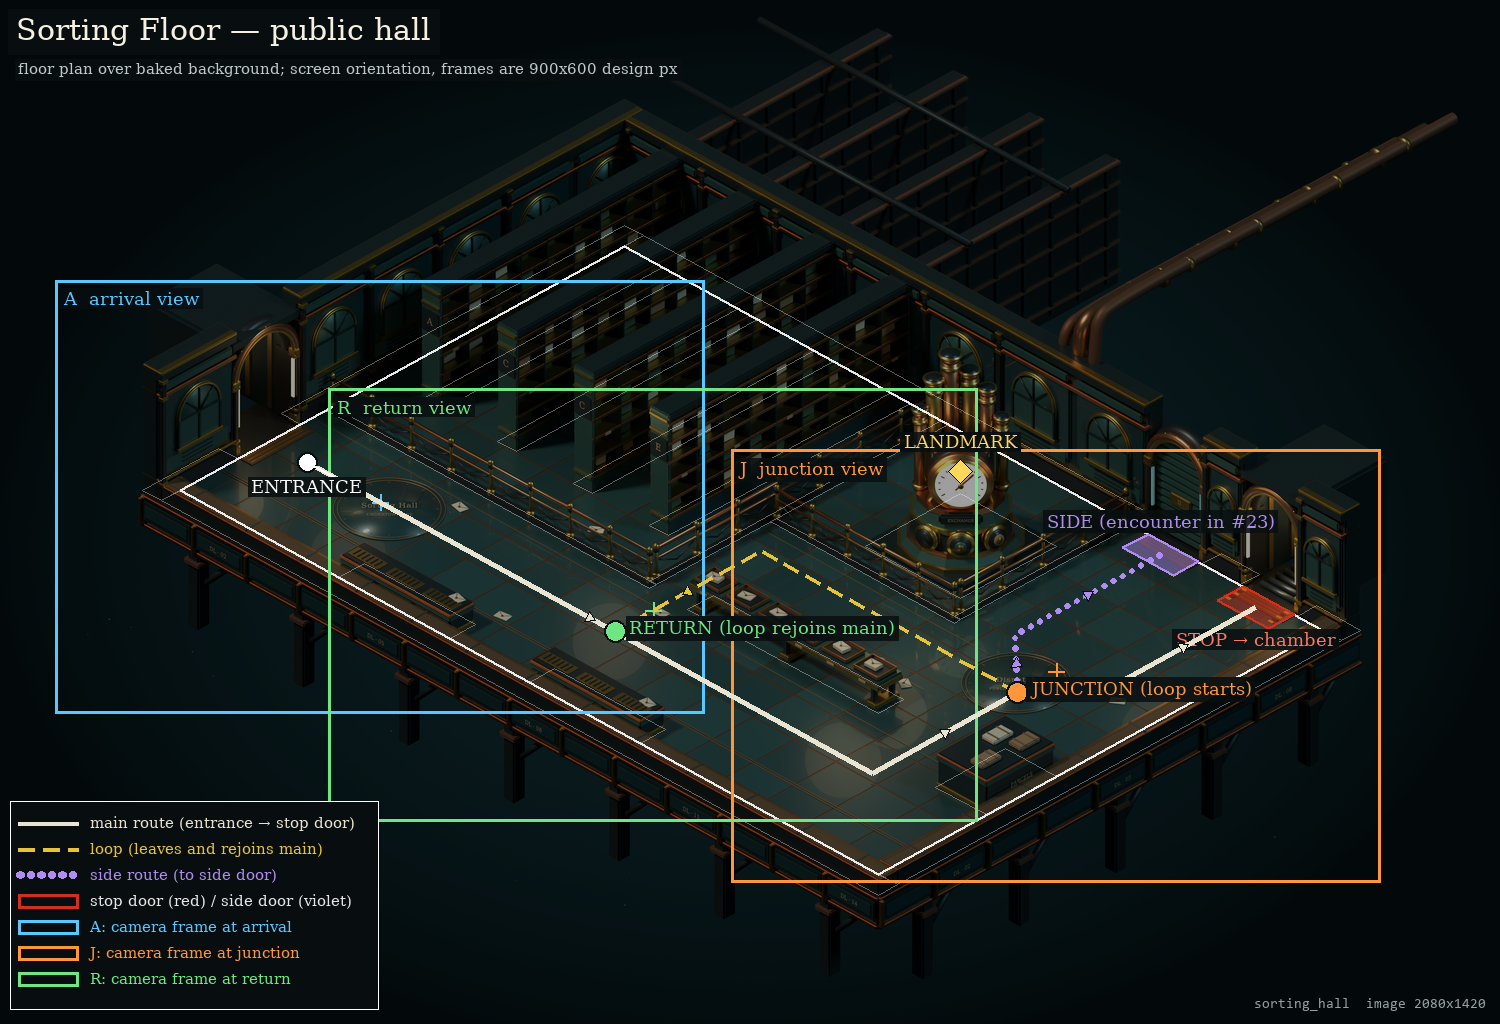 Sorting Floor — public hall
floor plan over baked background; screen orientation, frames are 900x600 design px
A arrival view
R return view
LANDMARK
J junction view
ENTRANCE
SIDE (encounter in #23)
RETURN (loop rejoins main)
STOP → chamber
JUNCTION (loop starts)
main route (entrance → stop door)
loop (leaves and rejoins main)
side route (to side door)
stop door (red) / side door (violet)
A: camera frame at arrival
J: camera frame at junction
R: camera frame at return
sorting_hall image 2080x1420